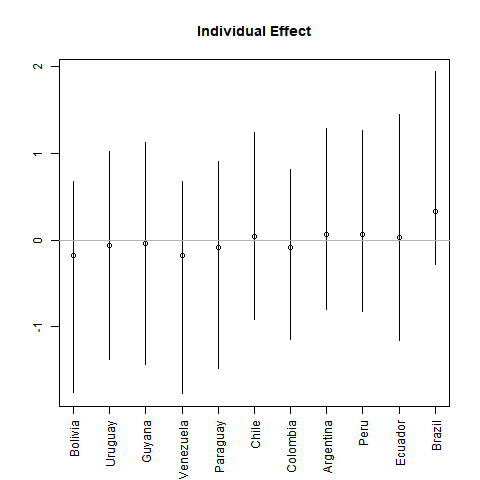 Individual Effect
2
1
0
-1
Bolivia
Uruguay
Guyana
Venezuela
Paraguay
Chile
Colombia
Argentina
Peru
Ecuador
Brazil